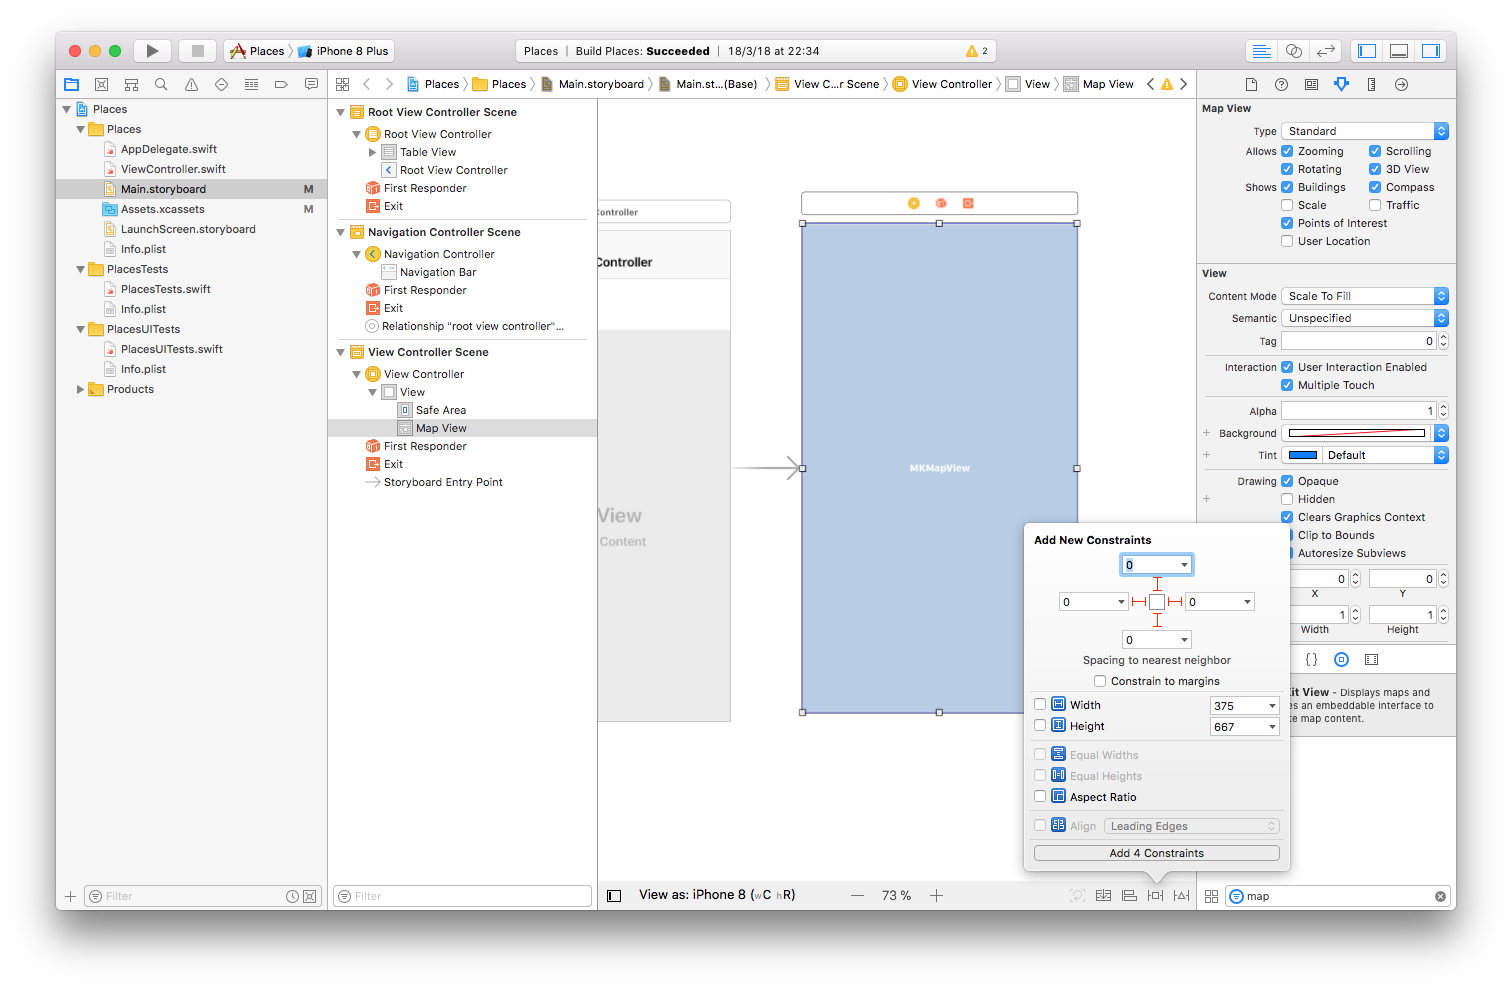 Places
iPhone 8 Plus
Places | Build Places: Succeeded | 18/3/18 at 22:34
2
Places
Places
Main.storyboard
Main.st...(Base)
View C...r Scene
View Controller
View
Map View
Places
Places
AppDelegate.swift
ViewController.swift
Main.storyboard M
Assets.xcassets M
LaunchScreen.storyboard
Info.plist
PlacesTests
PlacesTests.swift
Info.plist
PlacesUITests
PlacesUITests.swift
Info.plist
Products
Filter
Root View Controller Scene
Root View Controller
Table View
Root View Controller
First Responder
Exit
Navigation Controller Scene
Navigation Controller
Navigation Bar
First Responder
Exit
Relationship "root view controller"...
View Controller Scene
View Controller
View
Safe Area
Map View
First Responder
Exit
Storyboard Entry Point
Filter
Controller
Controller
View
Content
MKMapView
View as: iPhone 8 (wC hR)
73 %
Add New Constraints
0
0 0
0
Spacing to nearest neighbor
Constrain to margins
Width 375
Height 667
Equal Widths
Equal Heights
Aspect Ratio
Align Leading Edges
Add 4 Constraints
Map View
Type Standard
Allows Zooming Scrolling
Rotating 3D View
Shows Buildings Compass
Scale Traffic
Points of Interest
User Location
View
Content Mode Scale To Fill
Semantic Unspecified
Tag 0
Interaction User Interaction Enabled
Multiple Touch
Alpha 1
Background
Tint Default
Drawing Opaque
Hidden
Clears Graphics Context
Clip to Bounds
Autoresize Subviews
0 0
X Y
1 1
Width Height
{}
it View - Displays maps and
es an embeddable interface to
te map content.
map